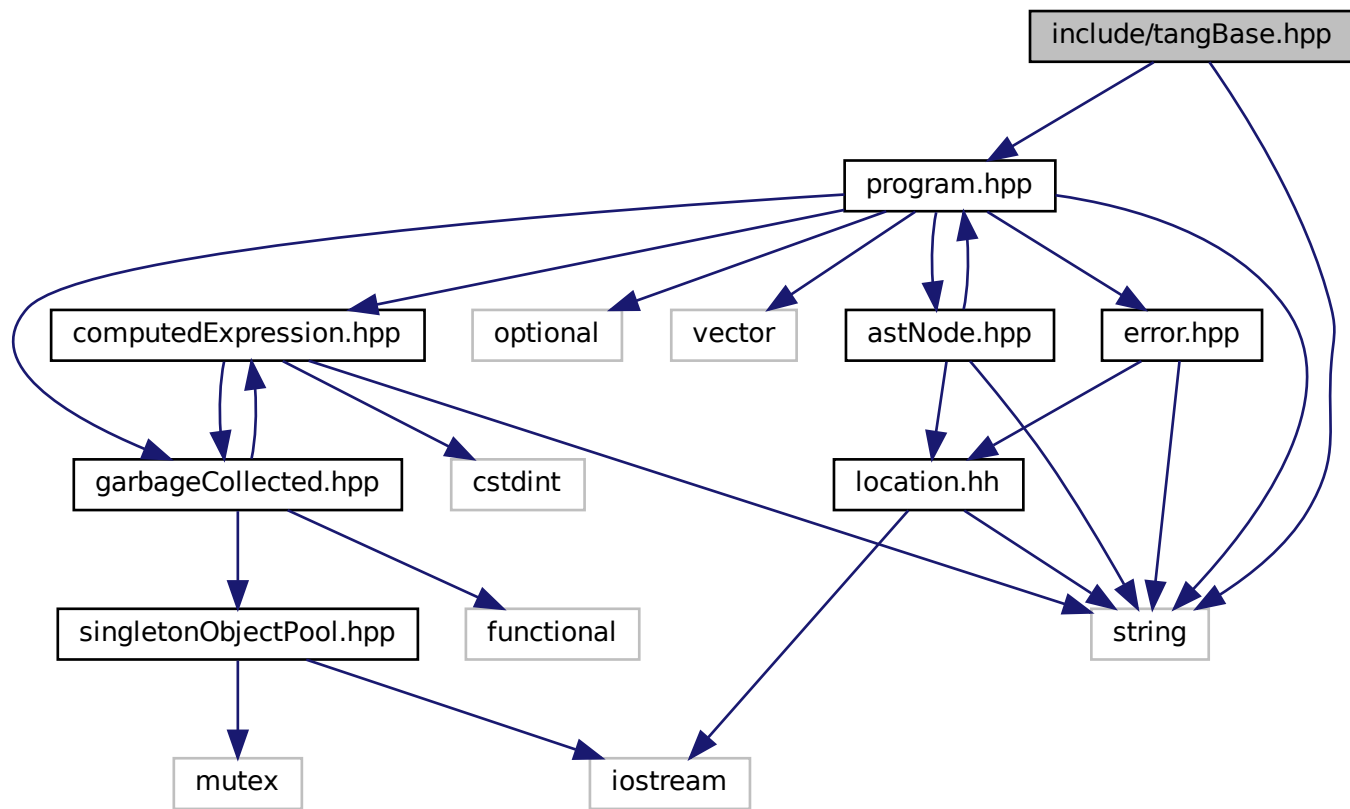 include/tangBase.hpp
program.hpp
computedExpression.hpp
optional
vector
astNode.hpp
error.hpp
garbageCollected.hpp
cstdint
location.hh
singletonObjectPool.hpp
functional
string
mutex
iostream